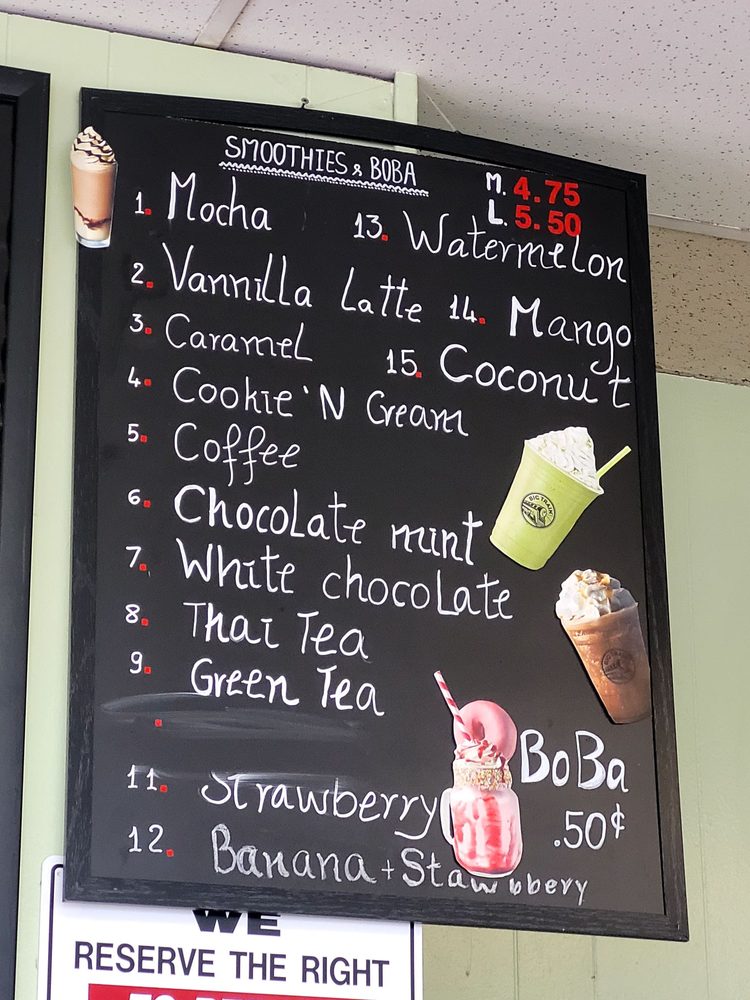 SMOOTHIES & BOBA
M. 4.75
L. 5.50
1. Mocha
2. Vannilla Latte
3. Caramel
4. Cookie 'N Cream
5. Coffee
6. Chocolate mint
7. White chocolate
8. Thai Tea
9. Green Tea
11. Strawberry
12. Banana + Stawbbery
13. Watermelon
14. Mango
15. Coconut
BIG TRAIN
BoBa
.50¢
WE
RESERVE THE RIGHT